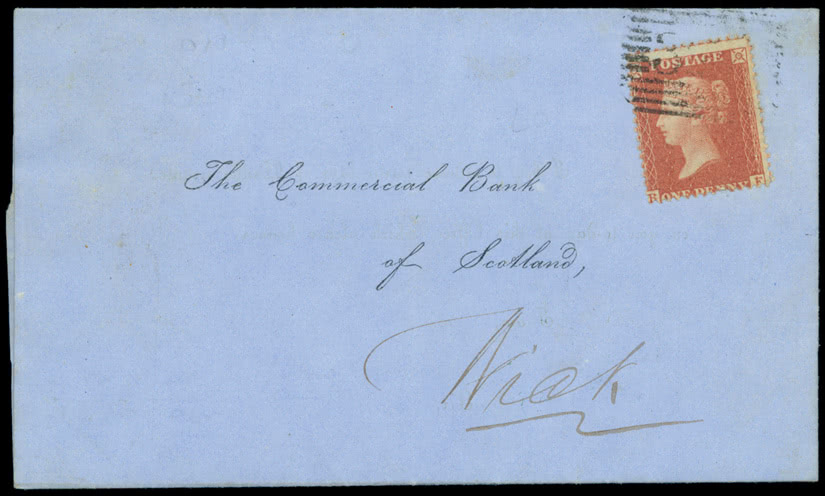 POSTAGE
ONE PENNY
The Commercial Bank
of Scotland,
Wick